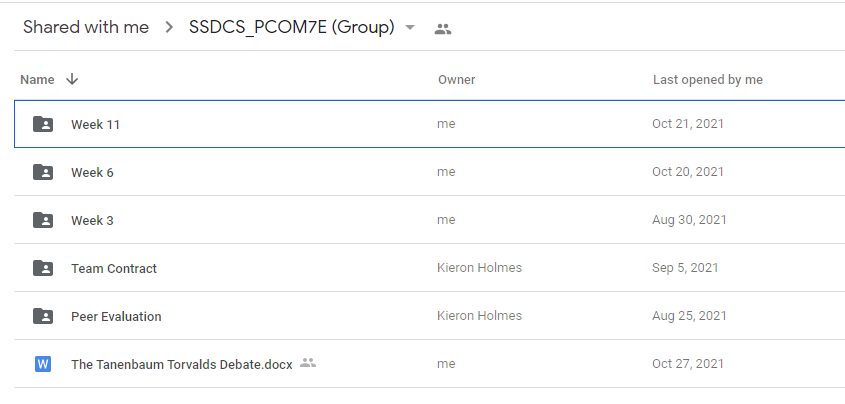 Shared with me > SSDCS_PCOM7E (Group)
Name Owner Last opened by me
Week 11 me Oct 21, 2021
Week 6 me Oct 20, 2021
Week 3 me Aug 30, 2021
Team Contract Kieron Holmes Sep 5, 2021
Peer Evaluation Kieron Holmes Aug 25, 2021
W The Tanenbaum Torvalds Debate.docx me Oct 27, 2021